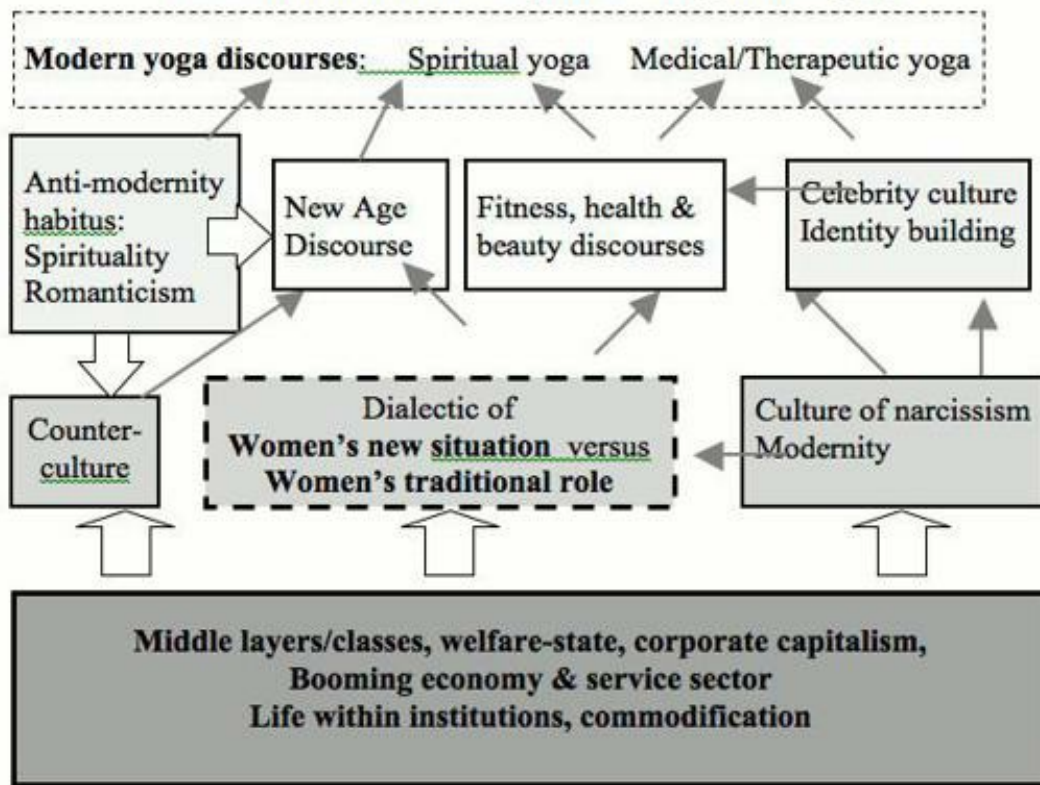 Modern yoga discourses: Spiritual yoga Medical/Therapeutic yoga
Anti-modernity
habitus:
Spirituality
Romanticism
New Age
Discourse
Fitness, health &
beauty discourses
Celebrity culture
Identity building
Counter-
culture
Dialectic of
Women's new situation versus
Women's traditional role
Culture of narcissism
Modernity
Middle layers/classes, welfare-state, corporate capitalism,
Booming economy & service sector
Life within institutions, commodification